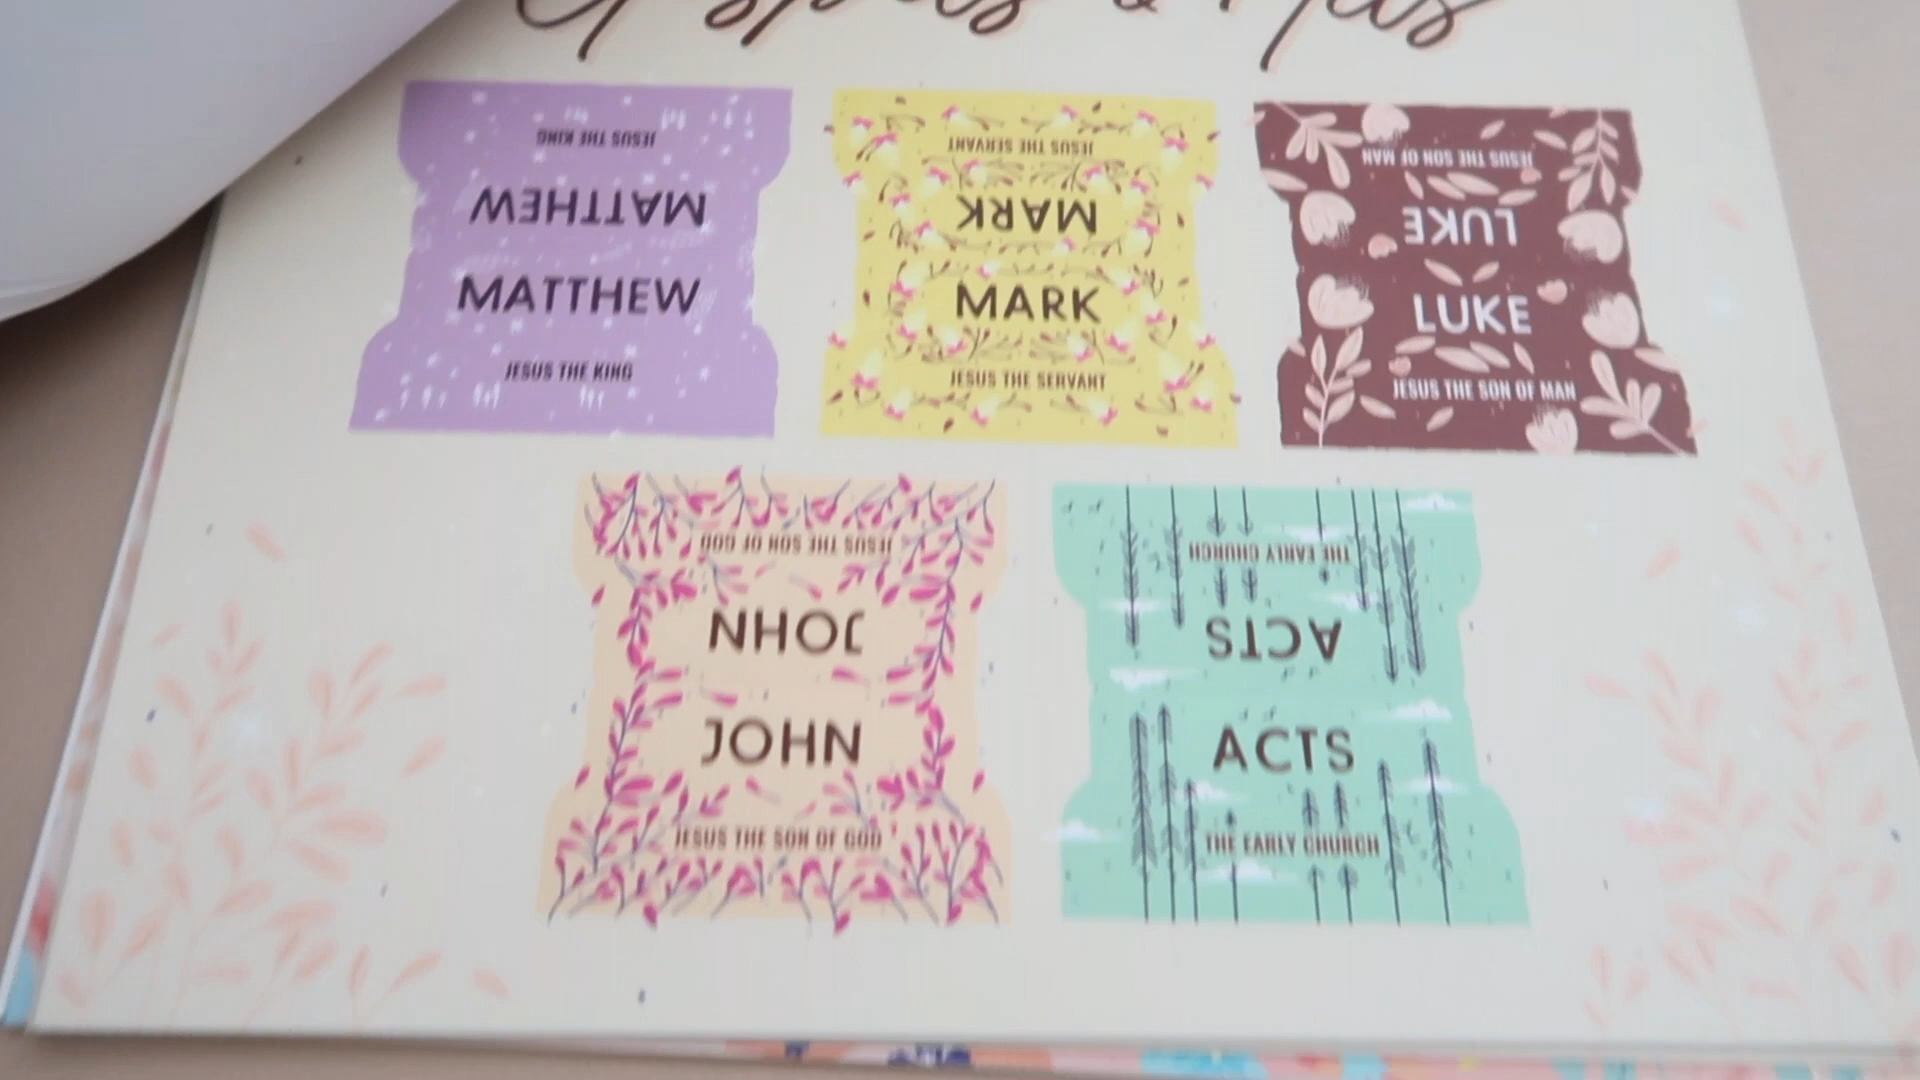 Gospels & Acts
JESUS THE KING
MATTHEW
MATTHEW
JESUS THE KING
JESUS THE SERVANT
MARK
MARK
JESUS THE SERVANT
JESUS THE SON OF MAN
LUKE
LUKE
JESUS THE SON OF MAN
JESUS THE SON OF GOD
JOHN
JOHN
JESUS THE SON OF GOD
THE EARLY CHURCH
ACTS
ACTS
THE EARLY CHURCH